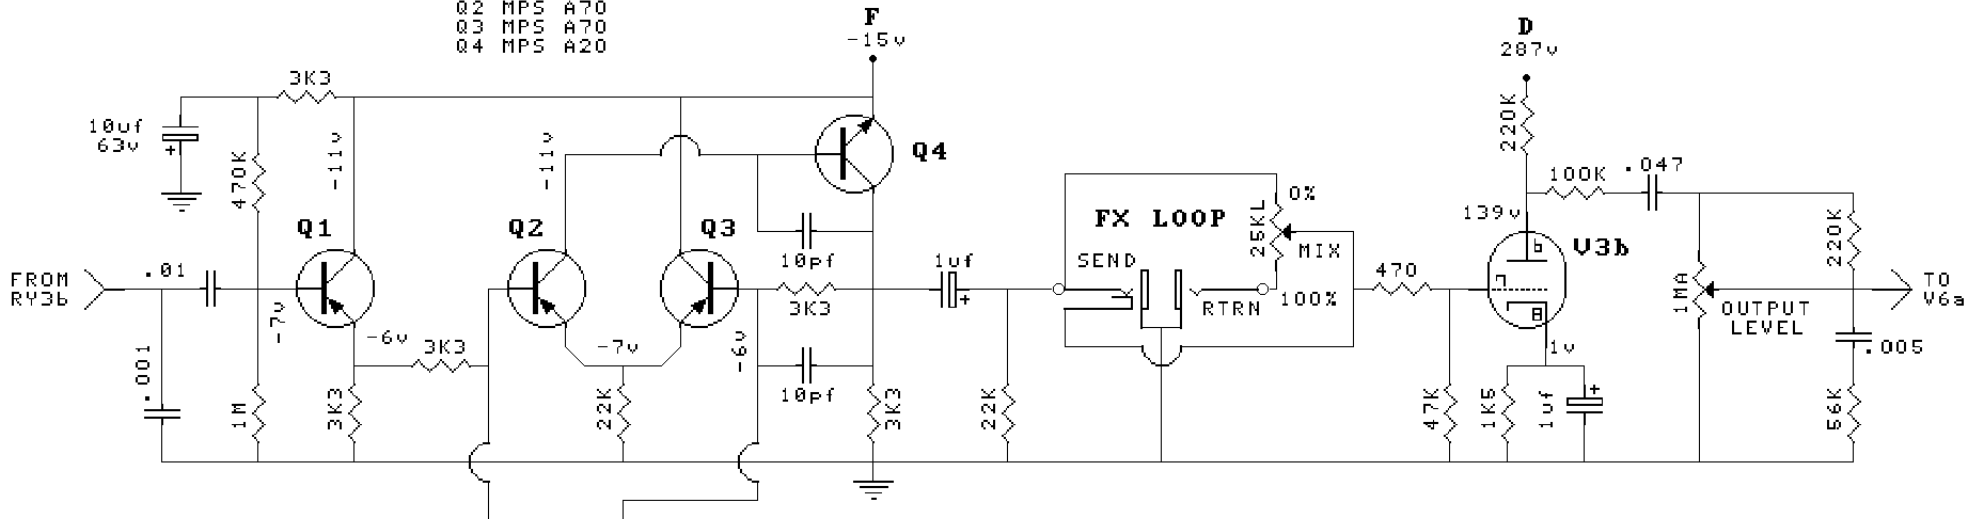 Q2 MPS A70
Q3 MPS A70
Q4 MPS A20
F
-15v
D
287v
3K3
10uf
63v
470K
-11v
-11v
Q4
220K
100K
.047
139v
6
V3b
Q1
Q2
Q3
10pf
FX LOOP
0%
25KL
MIX
SEND
RTRN
100%
FROM
RY3b
.01
-7v
-6v
3K3
-7v
-6v
3K3
10pf
1uf
+
470
7
8
1v
1MA
OUTPUT
LEVEL
220K
TO
V6a
.005
.001
1M
3K3
22K
3K3
22K
47K
1K5
1uf
+
56K
+